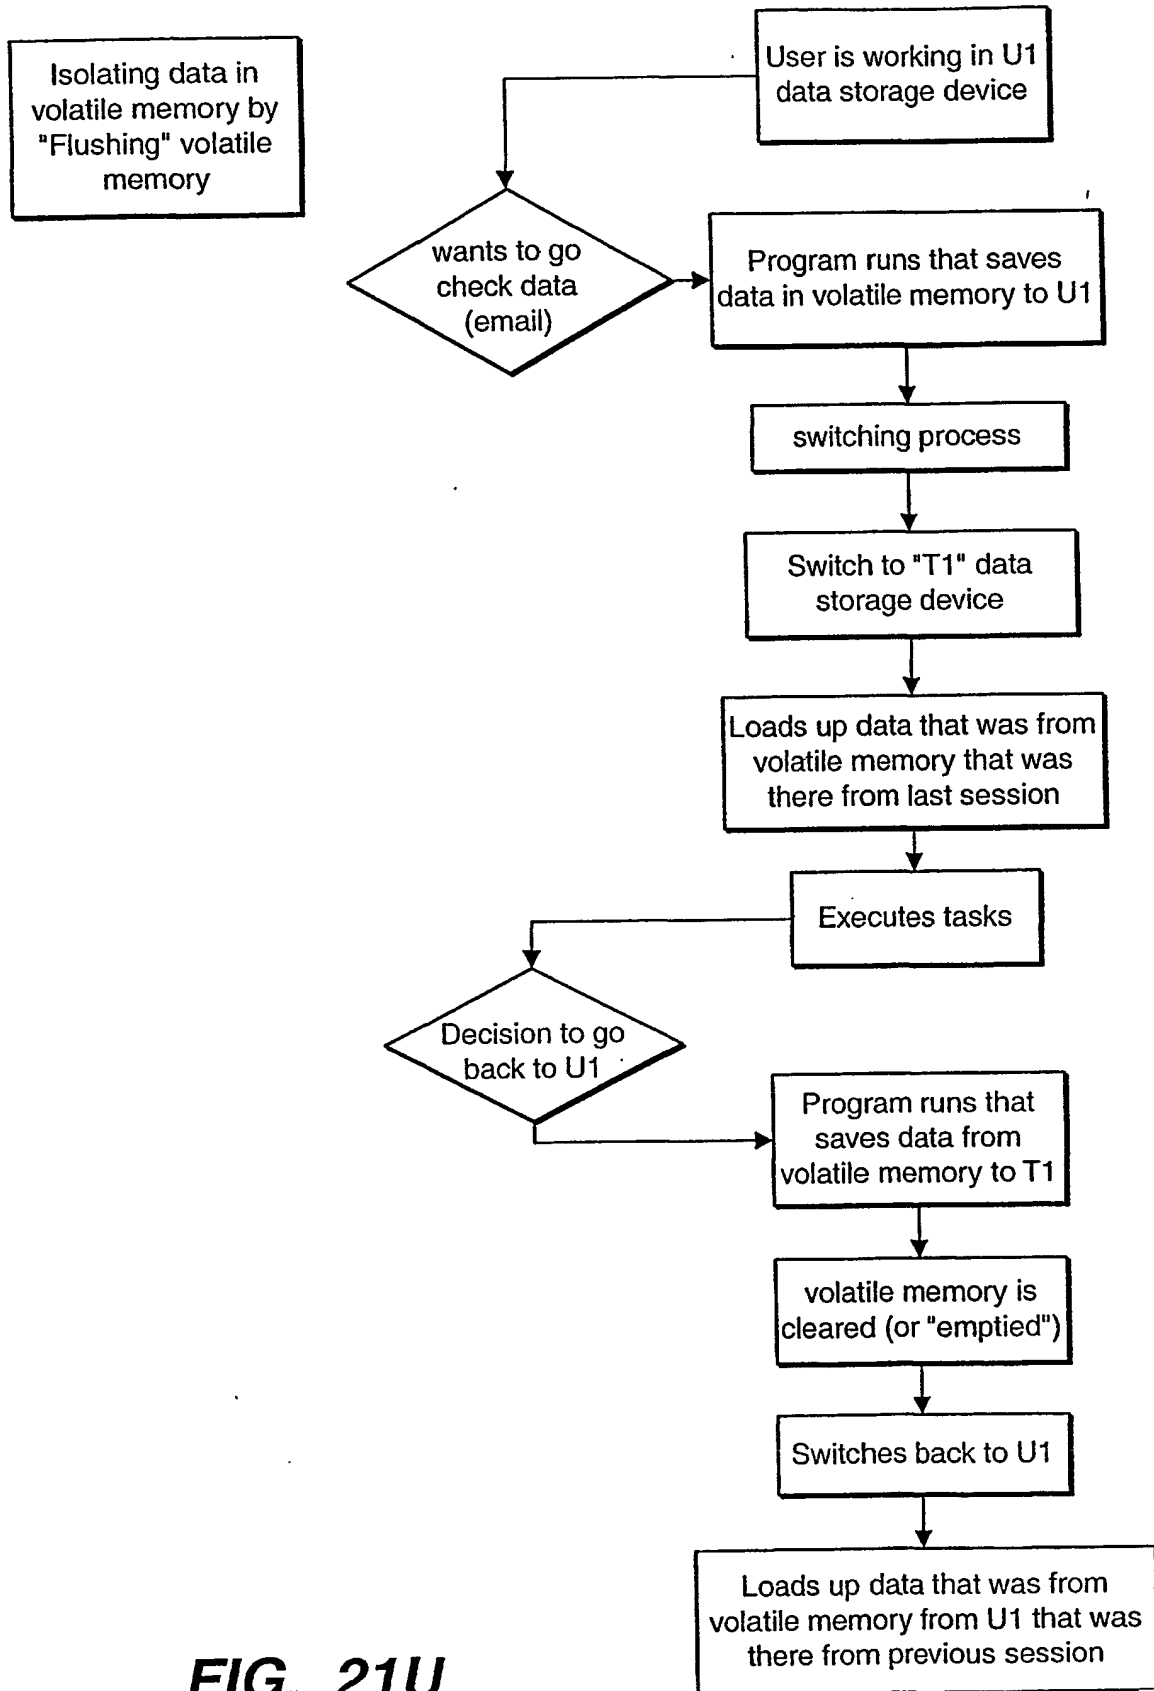 Isolating data in
volatile memory by
"Flushing" volatile
memory
User is working in U1
data storage device
wants to go
check data
(email)
Program runs that saves
data in volatile memory to U1
switching process
Switch to "T1" data
storage device
Loads up data that was from
volatile memory that was
there from last session
Executes tasks
Decision to go
back to U1
Program runs that
saves data from
volatile memory to T1
volatile memory is
cleared (or "emptied")
Switches back to U1
Loads up data that was from
volatile memory from U1 that was
there from previous session
FIG. 21U